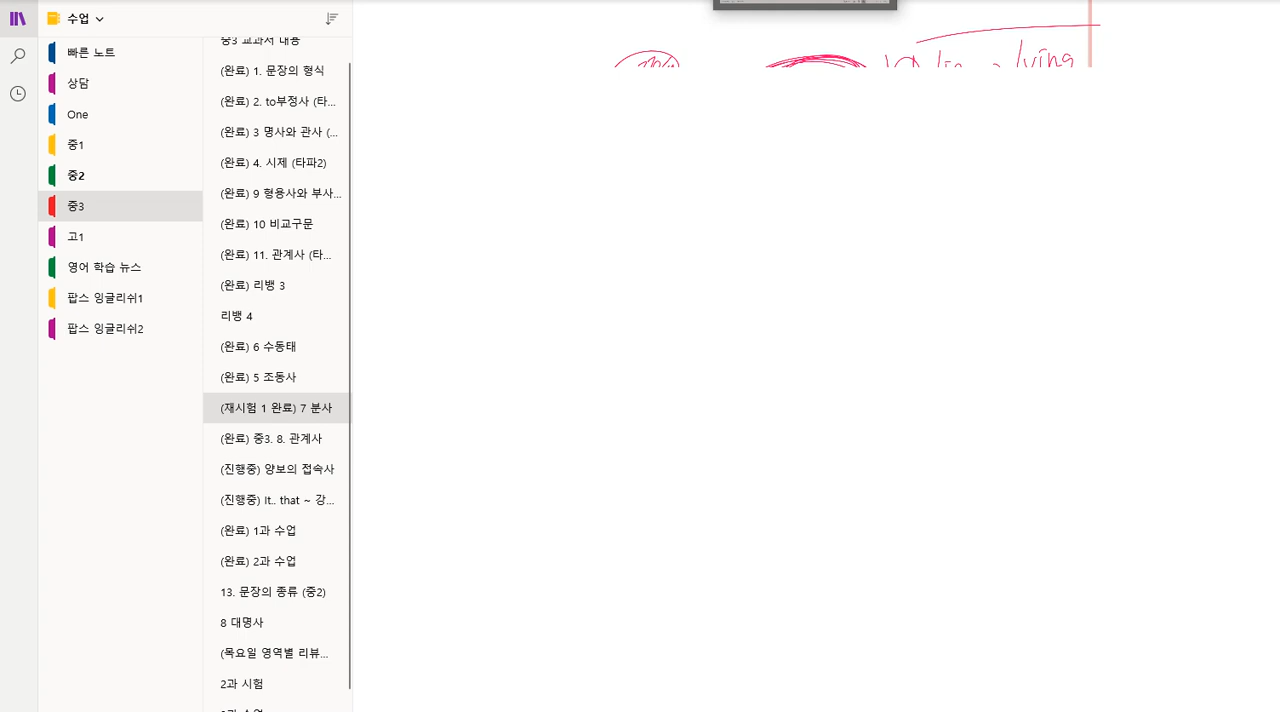 수업
빠른 노트
상담
One
중1
중2
중3
고1
영어 학습 뉴스
팝스 잉글리쉬1
팝스 잉글리쉬2
중3 교과서 내용
(완료) 1. 문장의 형식
(완료) 2. to부정사 (타...
(완료) 3 명사와 관사 (...
(완료) 4. 시제 (타파2)
(완료) 9 형용사와 부사...
(완료) 10 비교구문
(완료) 11. 관계사 (타...
(완료) 리뱅 3
리뱅 4
(완료) 6 수동태
(완료) 5 조동사
(재시험 1 완료) 7 분사
(완료) 중3. 8. 관계사
(진행중) 양보의 접속사
(진행중) It.. that ~ 강...
(완료) 1과 수업
(완료) 2과 수업
13. 문장의 종류 (중2)
8 대명사
(목요일 영역별 리뷰...
2과 시험
lying